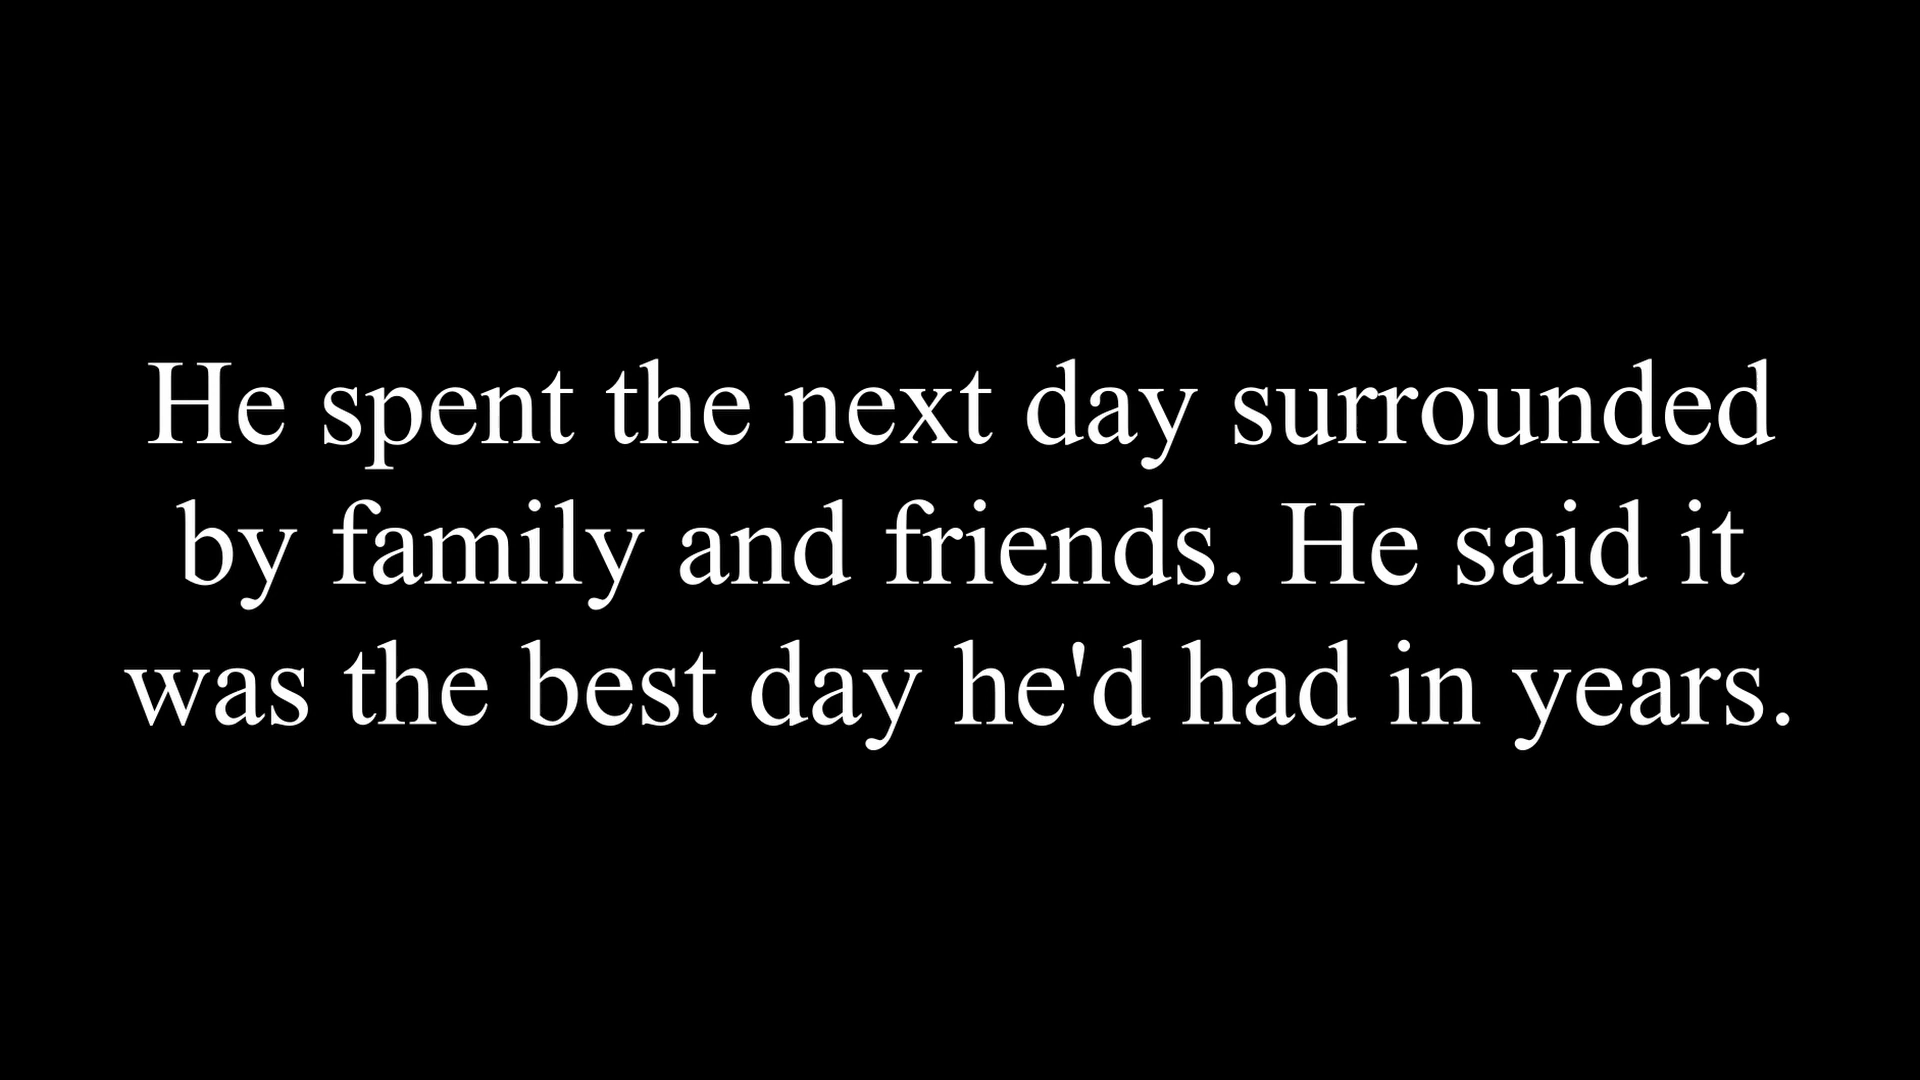 He spent the next day surrounded
by family and friends. He said it
was the best day he'd had in years.